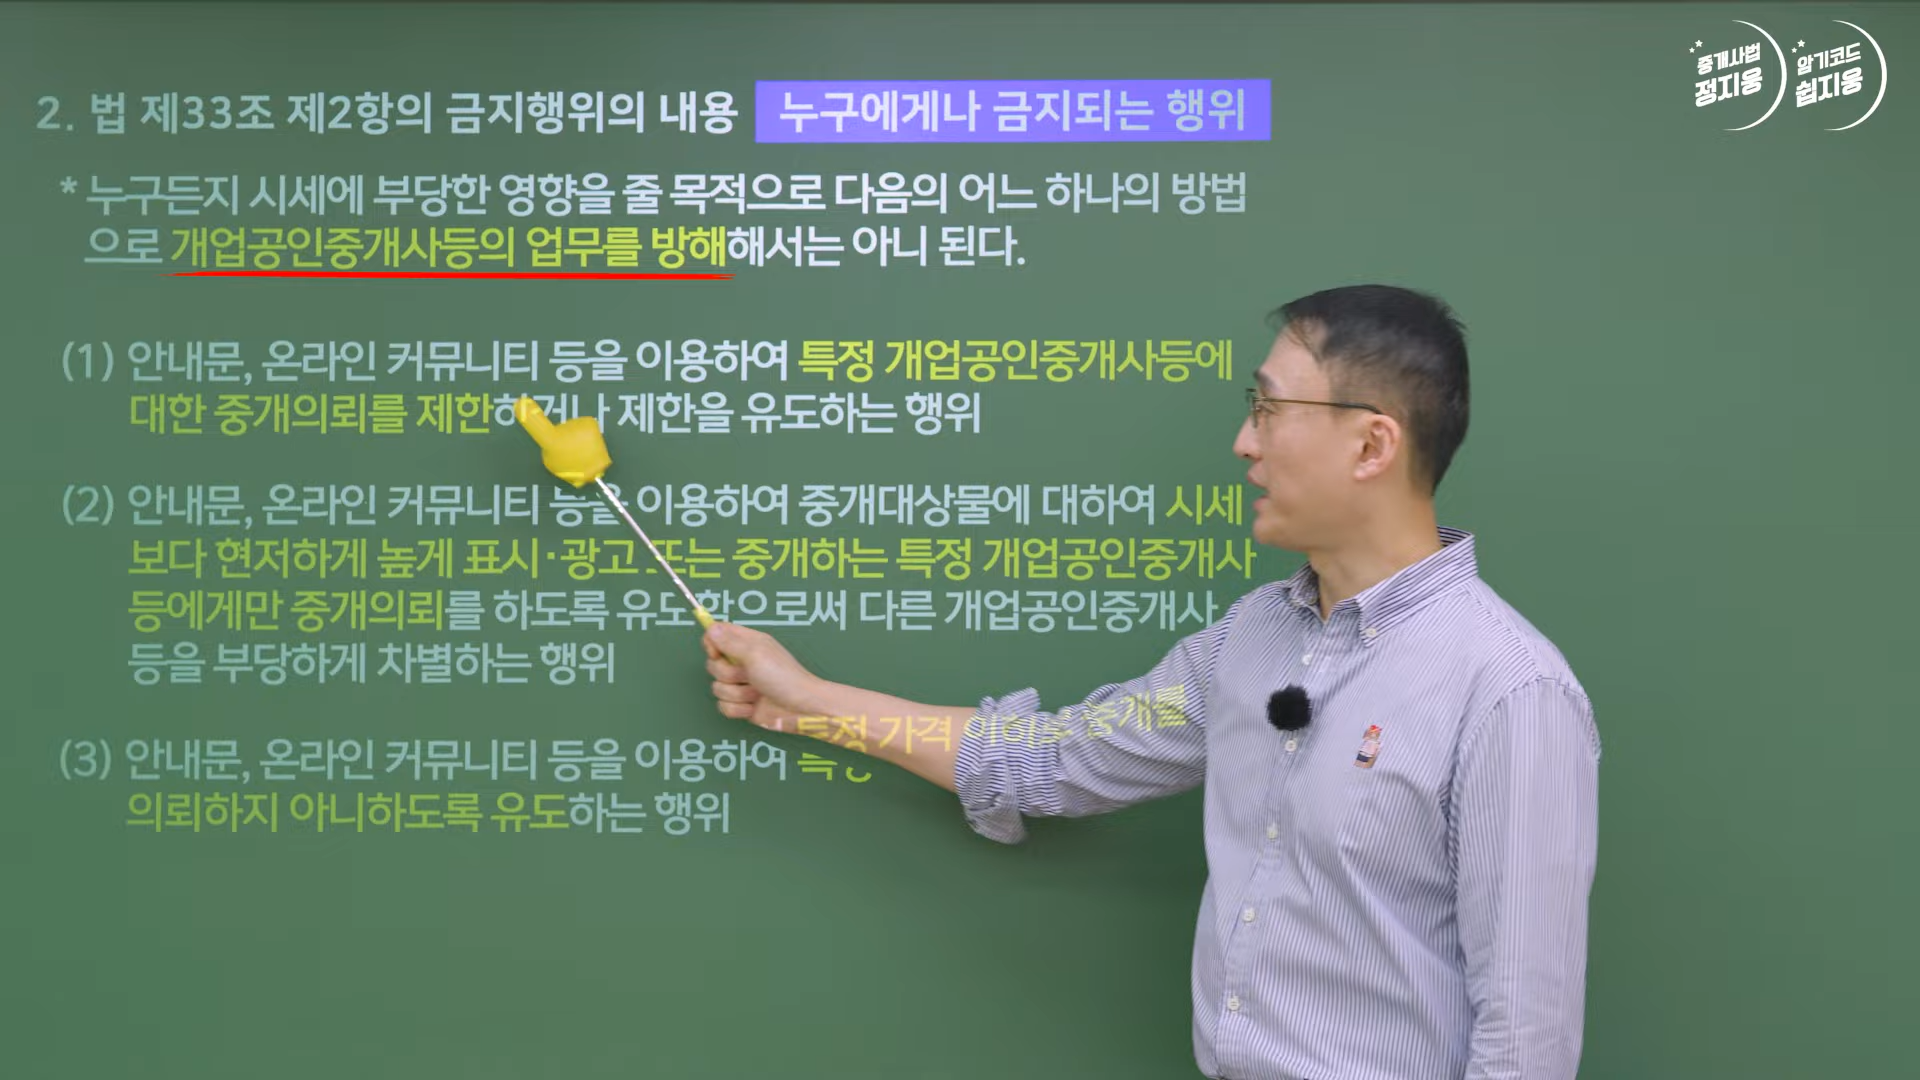 중개사법
정지웅
암기코드
쉽지웅
2. 법 제33조 제2항의 금지행위의 내용 누구에게나 금지되는 행위
* 누구든지 시세에 부당한 영향을 줄 목적으로 다음의 어느 하나의 방법
으로 개업공인중개사등의 업무를 방해해서는 아니 된다.
(1) 안내문, 온라인 커뮤니티 등을 이용하여 특정 개업공인중개사등에
대한 중개의뢰를 제한하거나 제한을 유도하는 행위
(2) 안내문, 온라인 커뮤니티 등을 이용하여 중개대상물에 대하여 시세
보다 현저하게 높게 표시·광고 또는 중개하는 특정 개업공인중개사
등에게만 중개의뢰를 하도록 유도함으로써 다른 개업공인중개사
등을 부당하게 차별하는 행위
(3) 안내문, 온라인 커뮤니티 등을 이용하여 특정 가격 이하로 중개를
의뢰하지 아니하도록 유도하는 행위